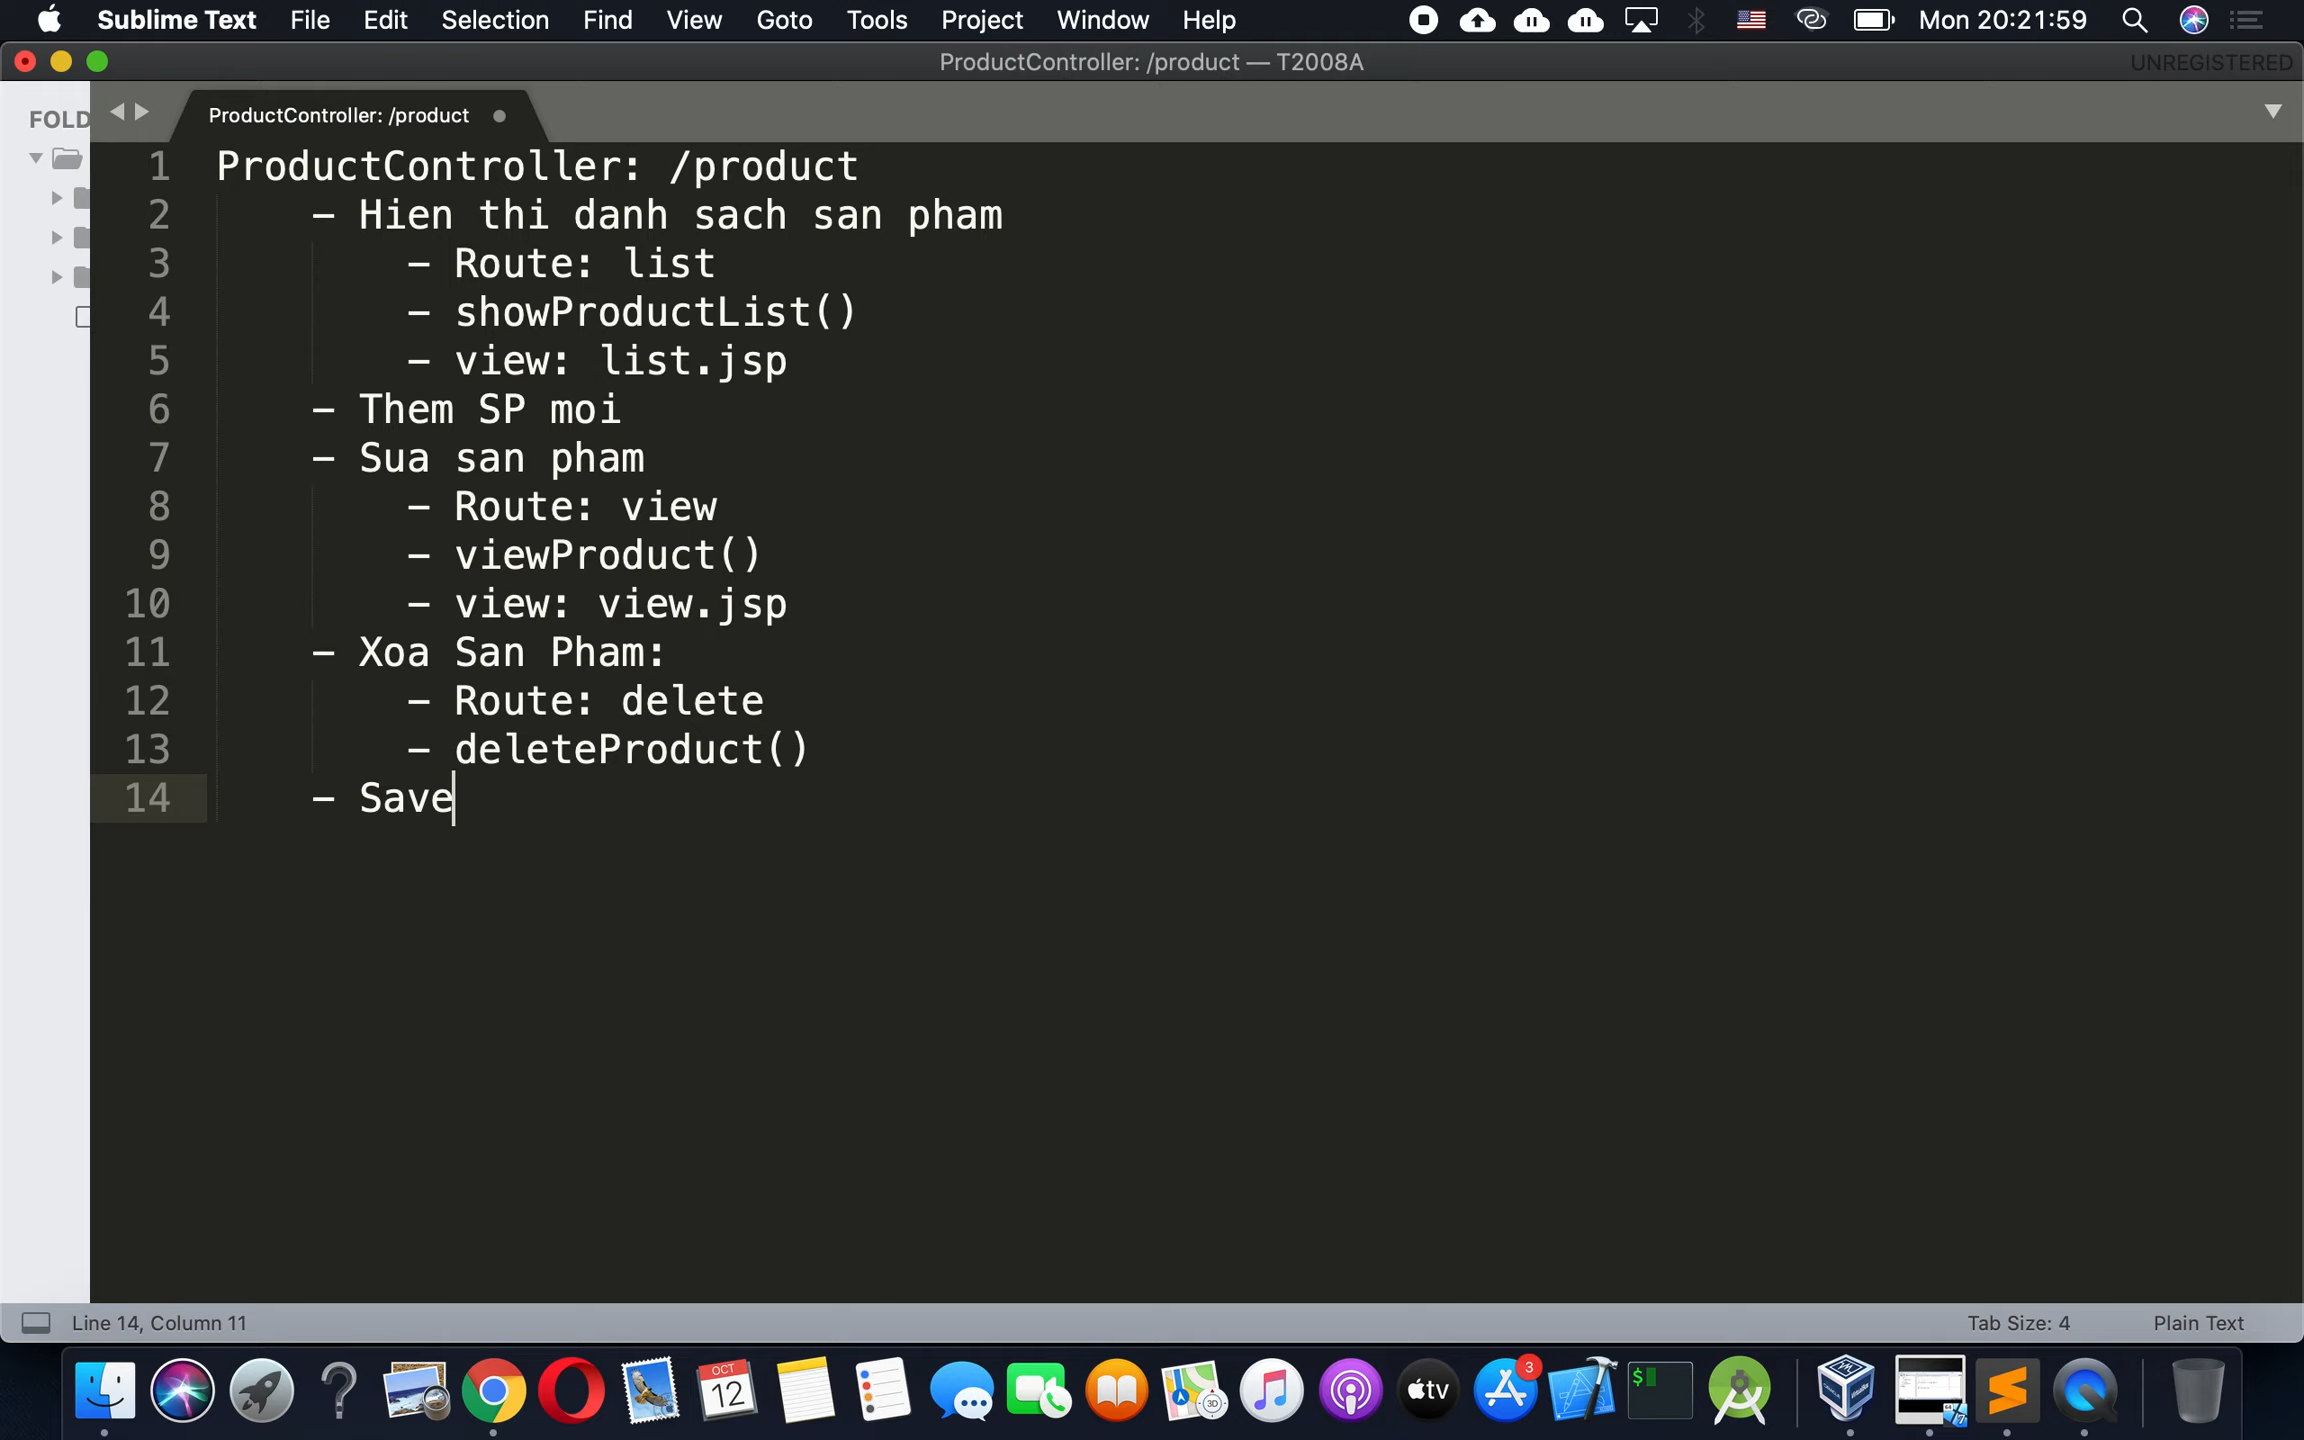 Sublime Text File Edit Selection Find View Goto Tools Project Window Help Mon 20:21:59
ProductController: /product — T2008A UNREGISTERED
FOLD ProductController: /product
1 ProductController: /product
2 - Hien thi danh sach san pham
3 - Route: list
4 - showProductList()
5 - view: list.jsp
6 - Them SP moi
7 - Sua san pham
8 - Route: view
9 - viewProduct()
10 - view: view.jsp
11 - Xoa San Pham:
12 - Route: delete
13 - deleteProduct()
14 - Save
Line 14, Column 11 Tab Size: 4 Plain Text
OCT
12
3D
tv
3
$